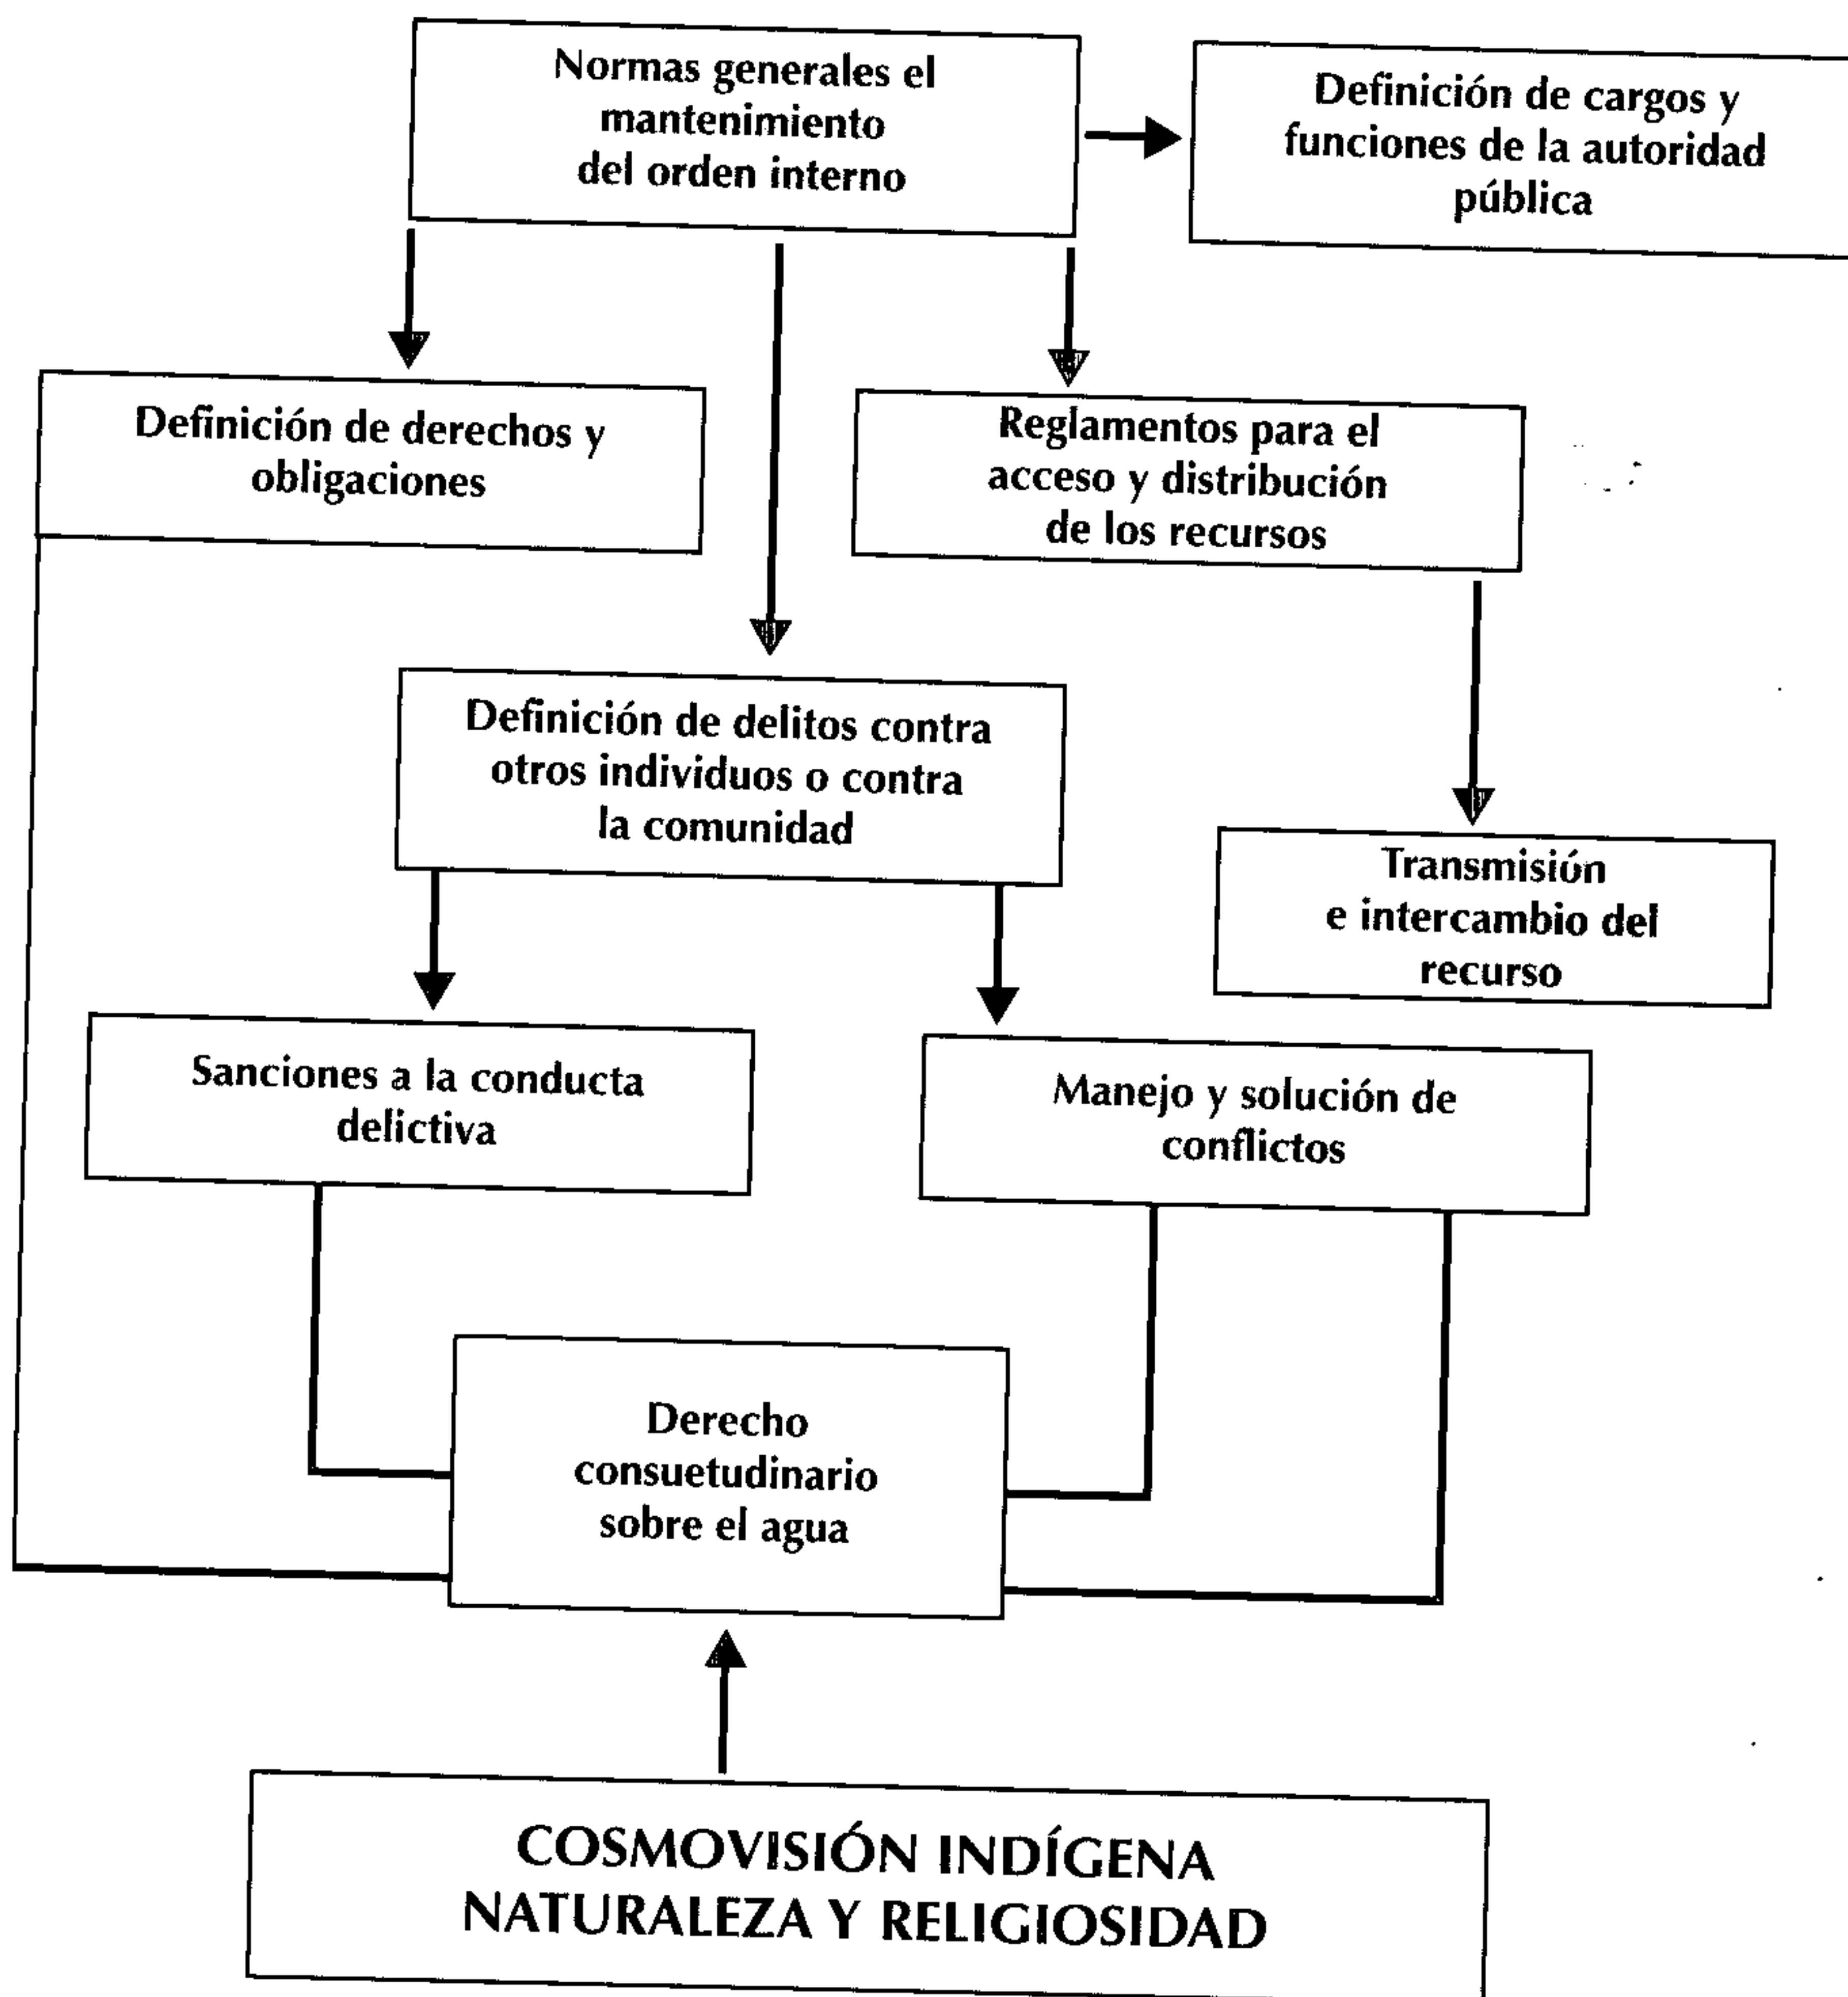 Normas generales el
mantenimiento
del orden interno
Definición de cargos y
funciones de la autoridad
pública
Definición de derechos y
obligaciones
Reglamentos para el
acceso y distribución
de los recursos
Definición de delitos contra
otros individuos o contra
la comunidad
Transmisión
e intercambio del
recurso
Sanciones a la conducta
delictiva
Manejo y solución de
conflictos
Derecho
consuetudinario
sobre el agua
COSMOVISIÓN INDÍGENA
NATURALEZA Y RELIGIOSIDAD